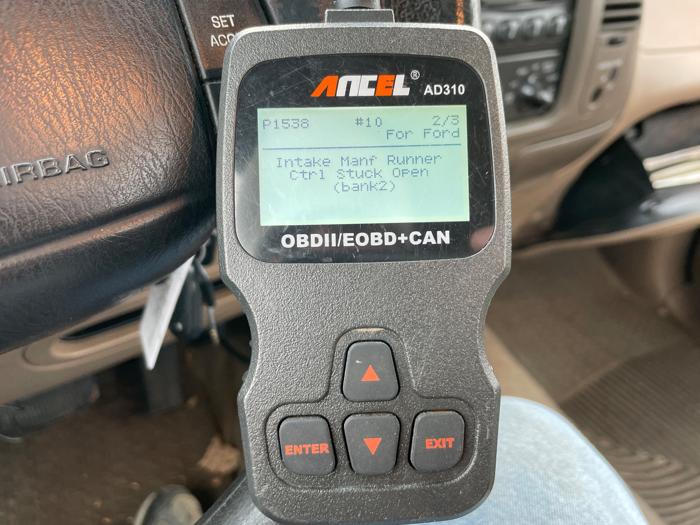 SET
ACC
AIRBAG
ANCEL® AD310
P1538 #10 2/3
For Ford
Intake Manf Runner
Ctrl Stuck Open
(bank2)
OBDII/EOBD+CAN
ENTER
EXIT